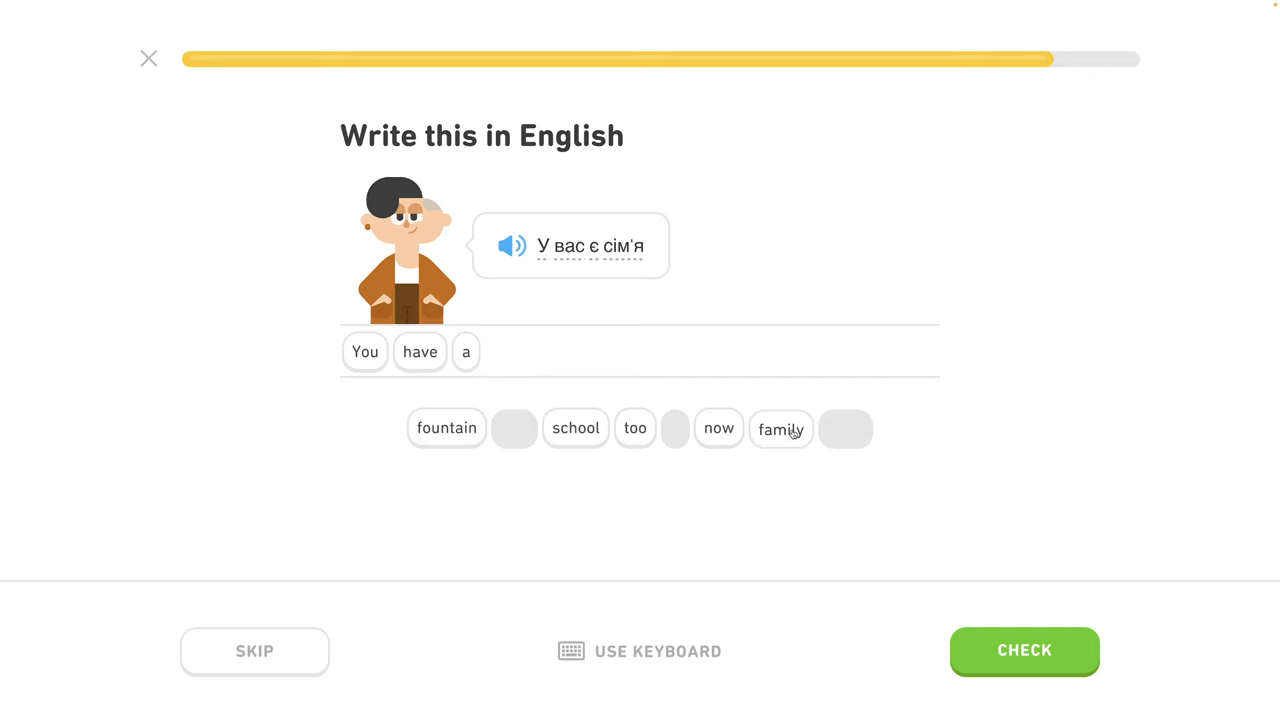 Write this in English
У вас є сім'я
You have a
fountain school too now family
SKIP USE KEYBOARD CHECK